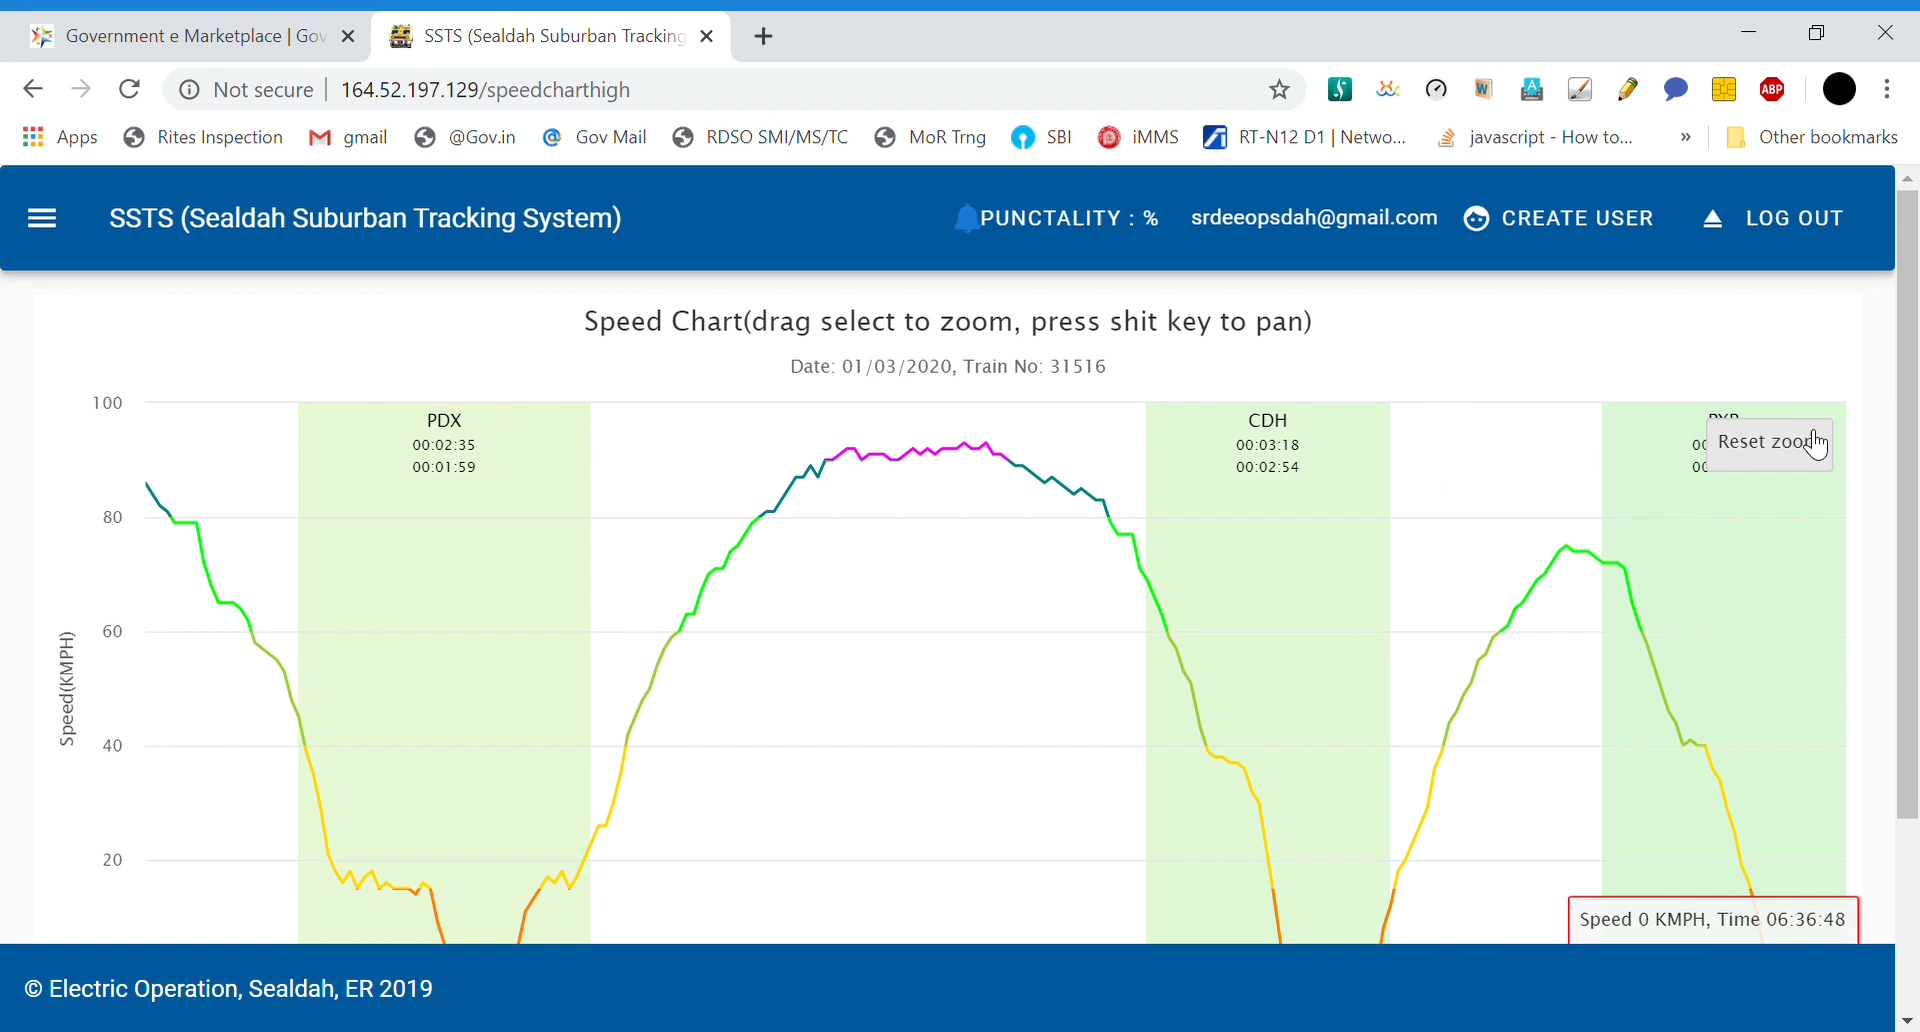 Government e Marketplace | Gov
SSTS (Sealdah Suburban Tracking
Not secure
164.52.197.129/speedcharthigh
ABP
Apps
Rites Inspection
gmail
@Gov.in
Gov Mail
RDSO SMI/MS/TC
MoR Trng
SBI
iMMS
RT-N12 D1 | Netwo...
javascript - How to...
»
Other bookmarks
SSTS (Sealdah Suburban Tracking System)
PUNCTALITY : %
srdeeopsdah@gmail.com
CREATE USER
LOG OUT
Speed Chart(drag select to zoom, press shit key to pan)
Date: 01/03/2020, Train No: 31516
100
80
60
40
20
Speed(KMPH)
PDX
00:02:35
00:01:59
CDH
00:03:18
00:02:54
Reset zoom
Speed 0 KMPH, Time 06:36:48
© Electric Operation, Sealdah, ER 2019